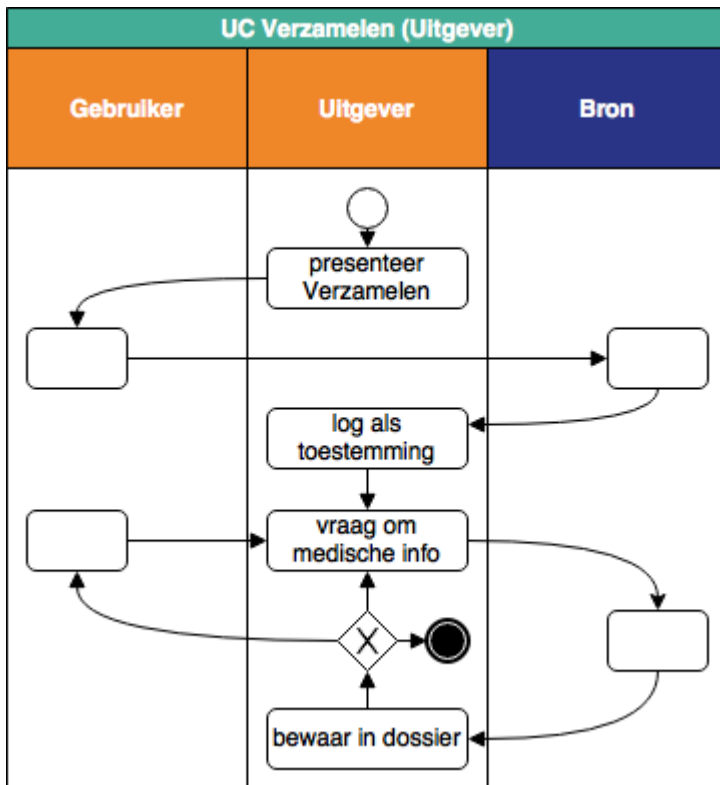 UC Verzamelen (Uitgever)
Gebruiker
Uitgever
Bron
presenteer
Verzamelen
log als
toestemming
vraag om
medische info
X
bewaar in dossier